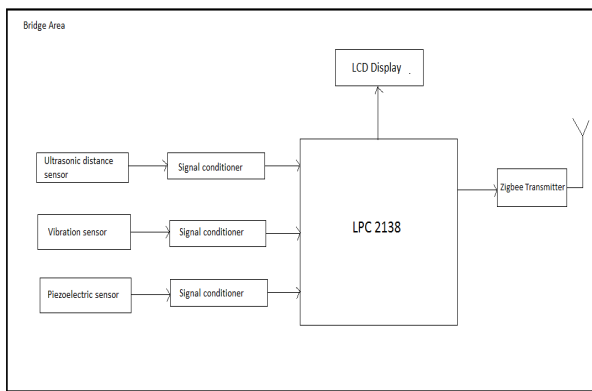 Bridge Area
LCD Display
Ultrasonic distance
sensor
Signal conditioner
Zigbee Transmitter
LPC 2138
Vibration sensor
Signal conditioner
Piezoelectric sensor
Signal conditioner